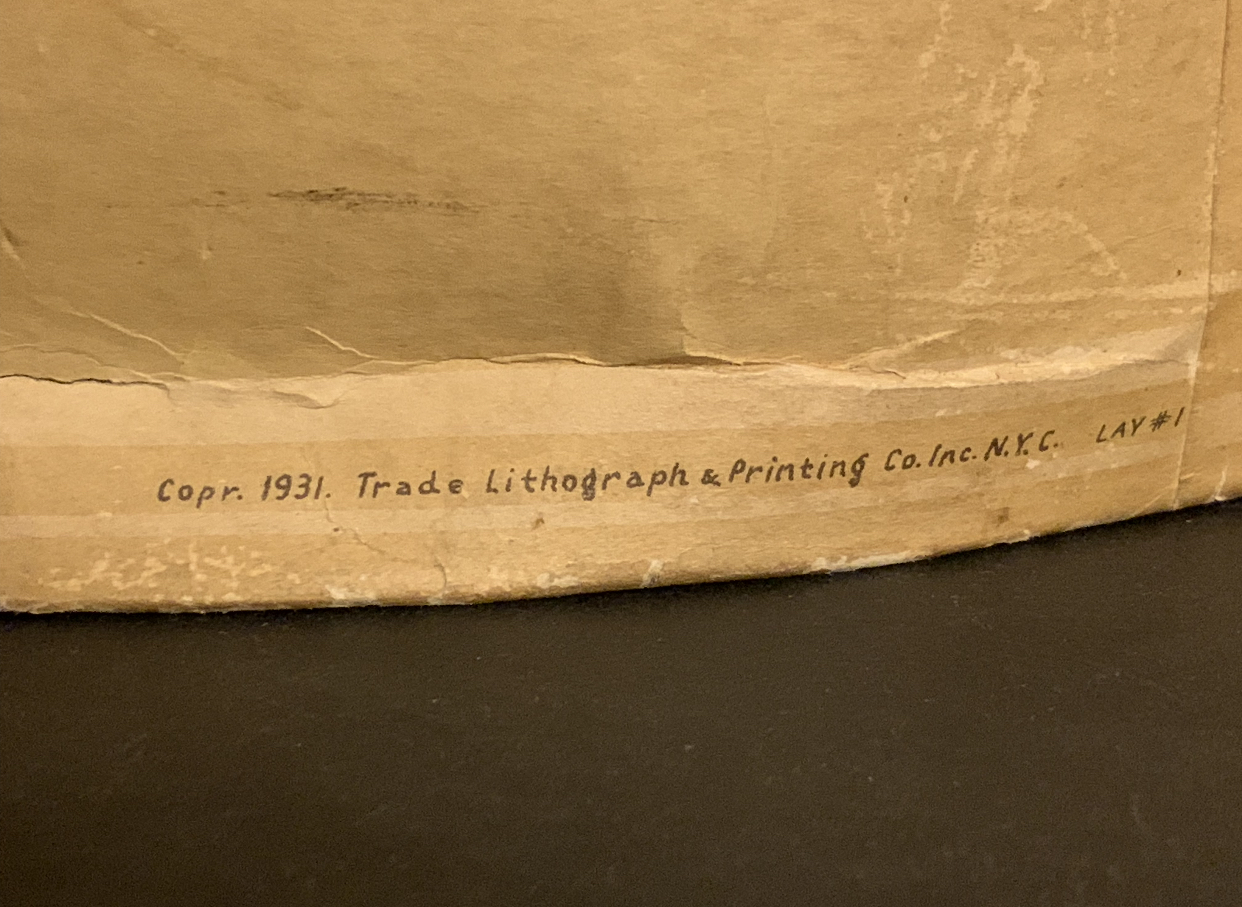 Copr. 1931. Trade Lithograph & Printing Co. Inc. N.Y.C. LAY #1